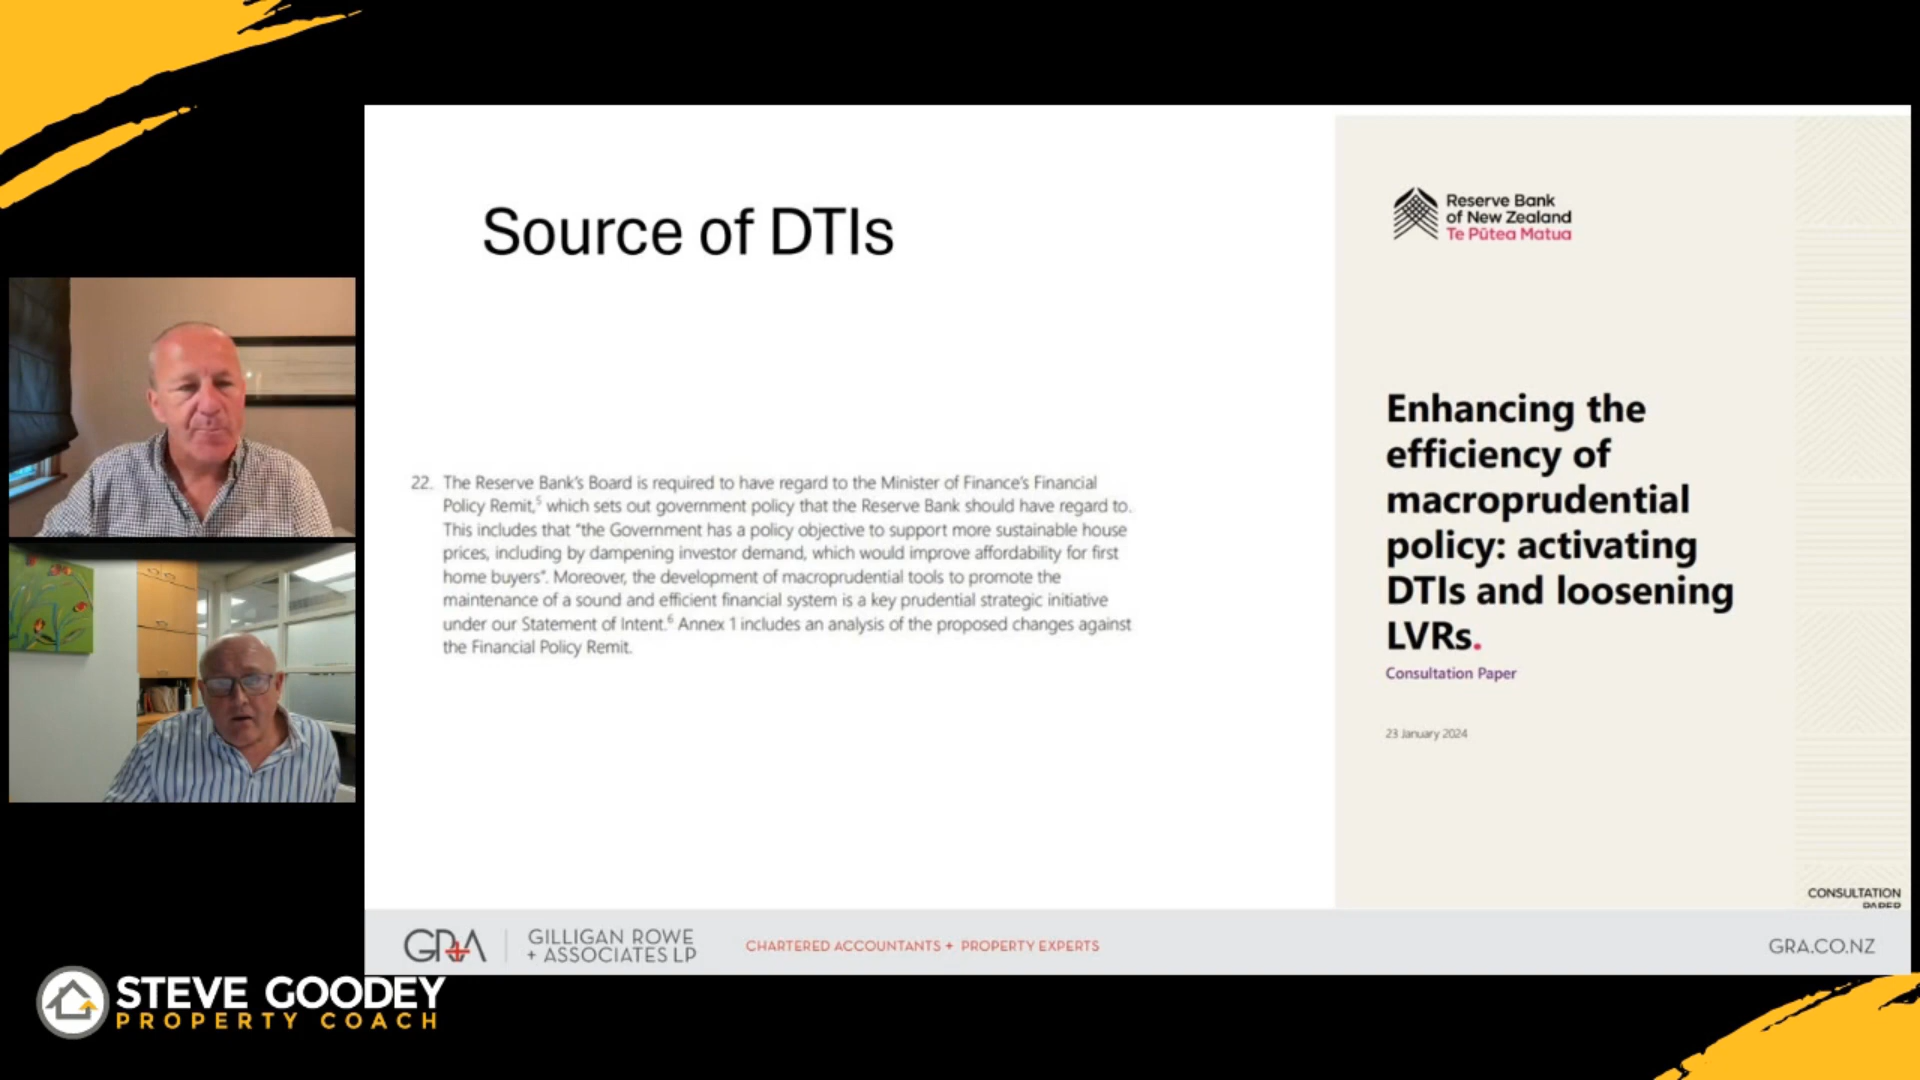 Source of DTIs
22. The Reserve Bank's Board is required to have regard to the Minister of Finance's Financial
Policy Remit,⁵ which sets out government policy that the Reserve Bank should have regard to.
This includes that "the Government has a policy objective to support more sustainable house
prices, including by dampening investor demand, which would improve affordability for first
home buyers". Moreover, the development of macroprudential tools to promote the
maintenance of a sound and efficient financial system is a key prudential strategic initiative
under our Statement of Intent.⁶ Annex 1 includes an analysis of the proposed changes against
the Financial Policy Remit.
Reserve Bank
of New Zealand
Te Pūtea Matua
Enhancing the
efficiency of
macroprudential
policy: activating
DTIs and loosening
LVRs.
Consultation Paper
23 January 2024
CONSULTATION
PAPER
GRA
GILLIGAN ROWE
+ ASSOCIATES LP
CHARTERED ACCOUNTANTS + PROPERTY EXPERTS
GRA.CO.NZ
STEVE GOODEY
PROPERTY COACH